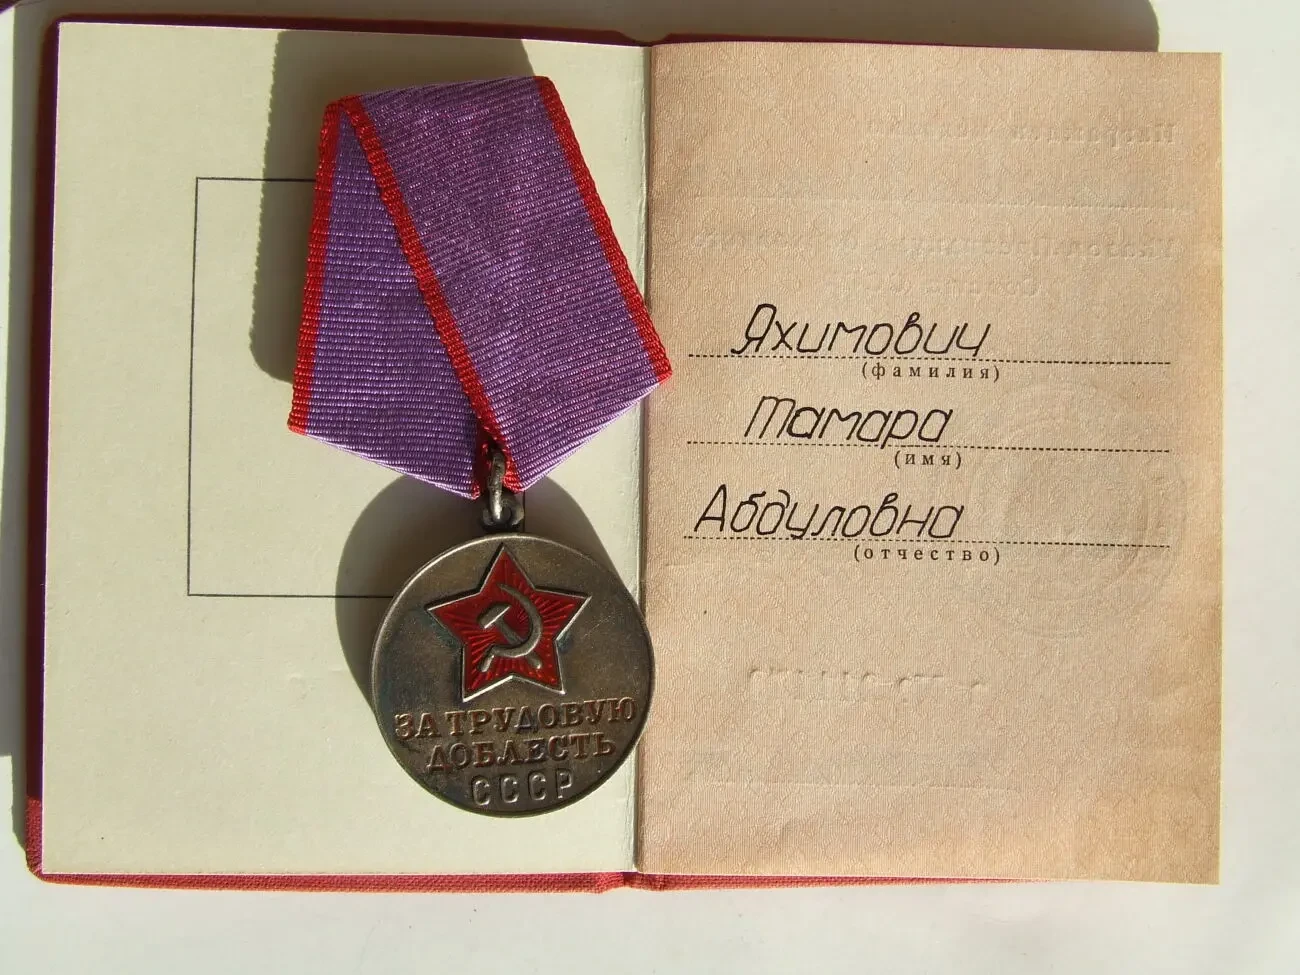 ЗА ТРУДОВУЮ
ДОБЛЕСТЬ
СССР
Яхимович
(фамилия)
Тамара
(имя)
Абдуловна
(отчество)